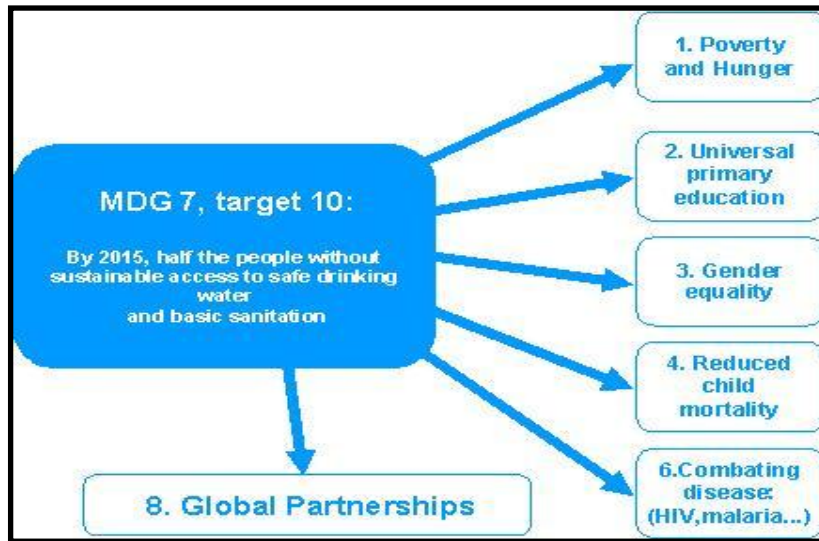 MDG 7, target 10:
By 2015, half the people without
sustainable access to safe drinking
water
and basic sanitation
1. Poverty
and Hunger
2. Universal
primary
education
3. Gender
equality
4. Reduced
child
mortality
6.Combating
disease:
(HIV,malaria...)
8. Global Partnerships